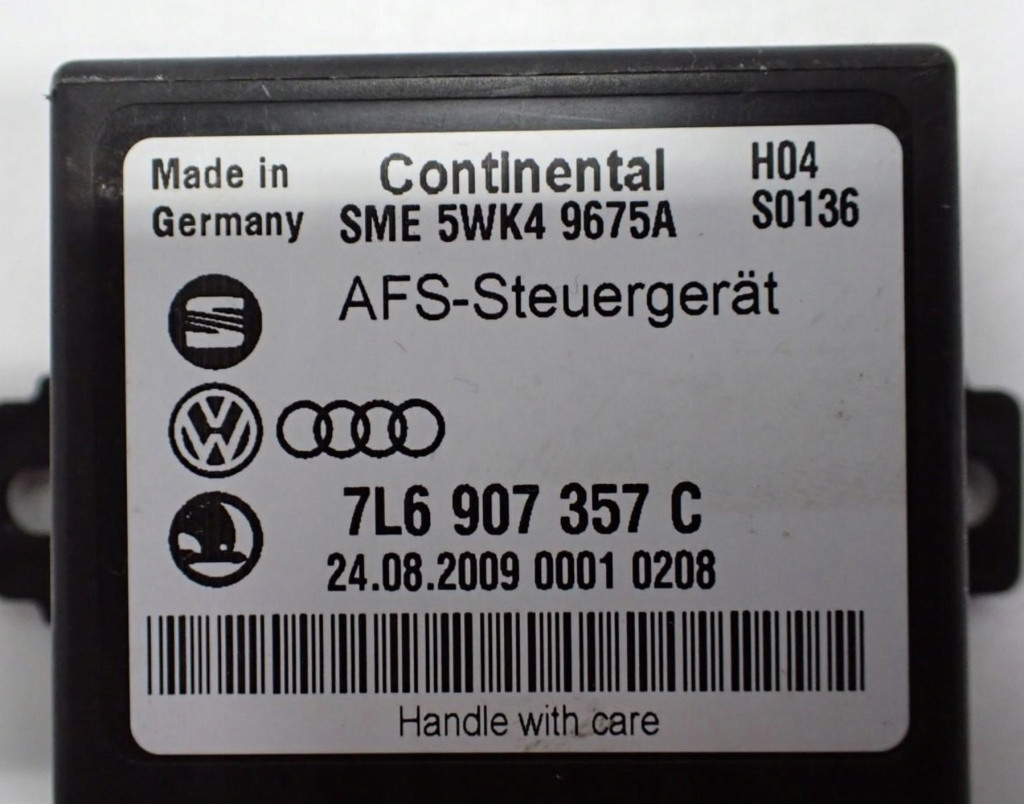 Made in
Germany
Continental
SME 5WK4 9675A
H04
S0136
AFS-Steuergerät
7L6 907 357 C
24.08.2009 0001 0208
Handle with care